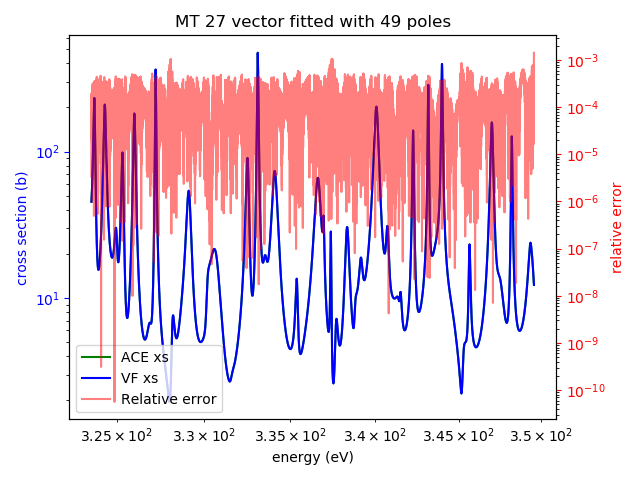 MT 27 vector fitted with 49 poles
cross section (b)
10²
10¹
10⁻³
10⁻⁴
10⁻⁵
10⁻⁶
10⁻⁷
10⁻⁸
10⁻⁹
10⁻¹⁰
relative error
ACE xs
VF xs
Relative error
3.25 × 10² 3.3 × 10² 3.35 × 10² 3.4 × 10² 3.45 × 10² 3.5 × 10²
energy (eV)